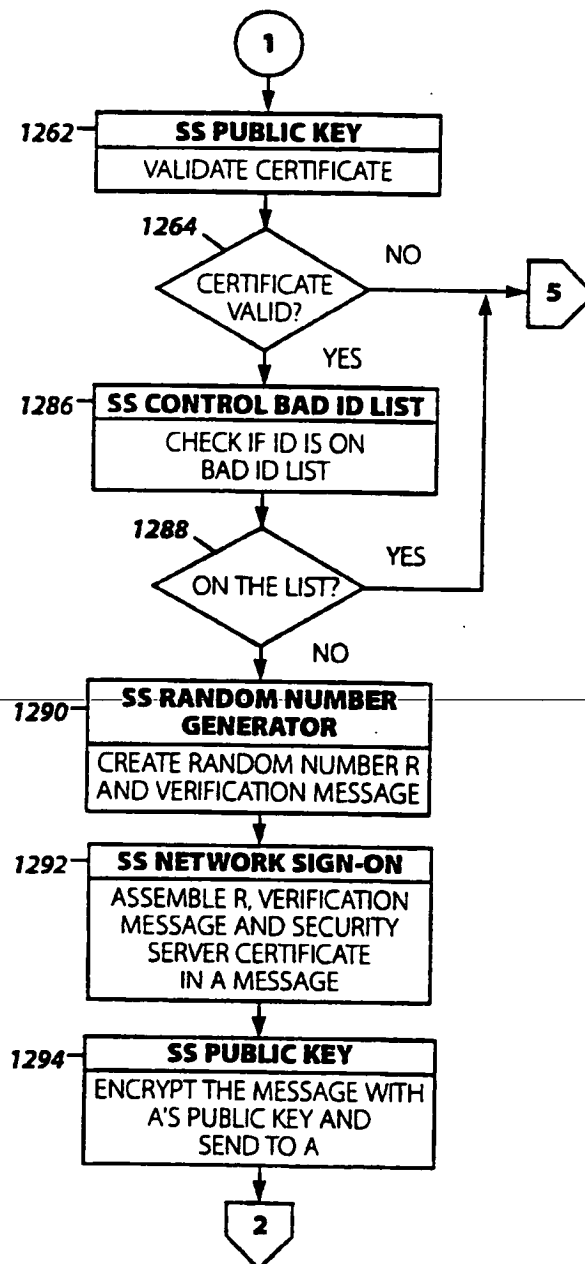 1
1262
SS PUBLIC KEY
VALIDATE CERTIFICATE
1264
CERTIFICATE
VALID?
NO
5
YES
1286
SS CONTROL BAD ID LIST
CHECK IF ID IS ON
BAD ID LIST
1288
ON THE LIST?
YES
NO
1290
SS RANDOM NUMBER
GENERATOR
CREATE RANDOM NUMBER R
AND VERIFICATION MESSAGE
1292
SS NETWORK SIGN-ON
ASSEMBLE R, VERIFICATION
MESSAGE AND SECURITY
SERVER CERTIFICATE
IN A MESSAGE
1294
SS PUBLIC KEY
ENCRYPT THE MESSAGE WITH
A'S PUBLIC KEY AND
SEND TO A
2